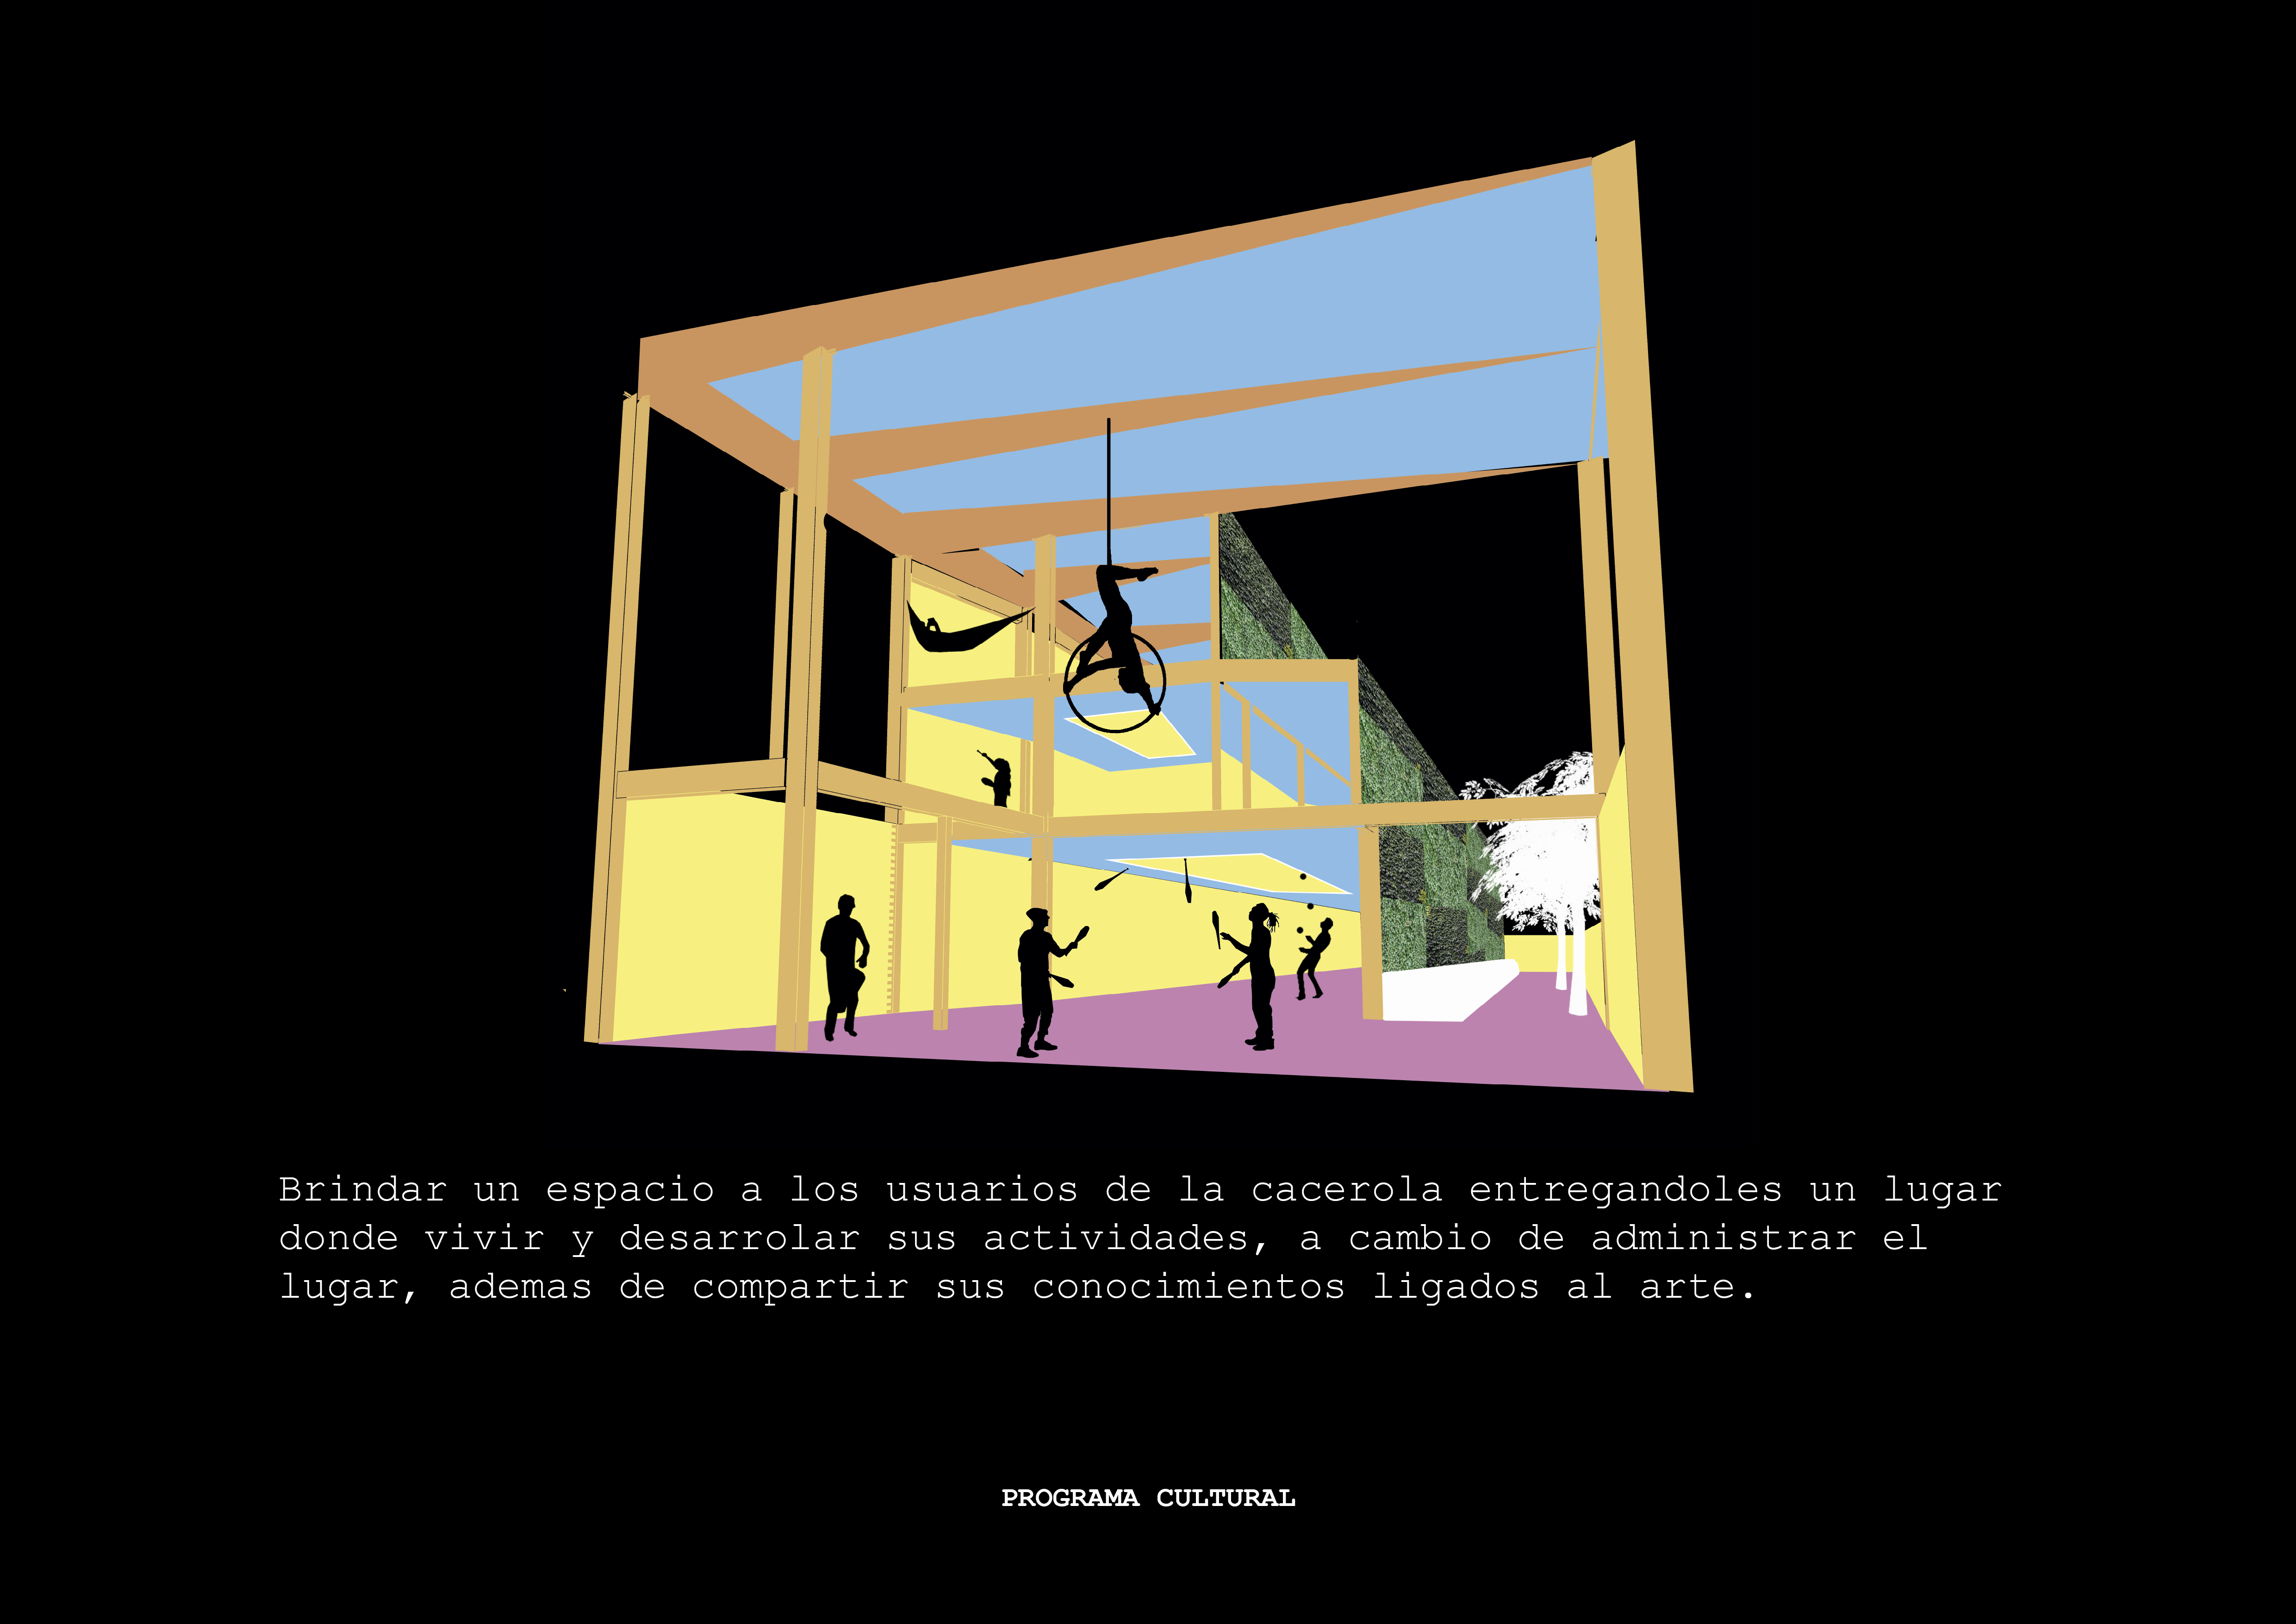 Brindar un espacio a los usuarios de la cacerola entregandoles un lugar
donde vivir y desarrolar sus actividades, a cambio de administrar el
lugar, ademas de compartir sus conocimientos ligados al arte.
PROGRAMA CULTURAL